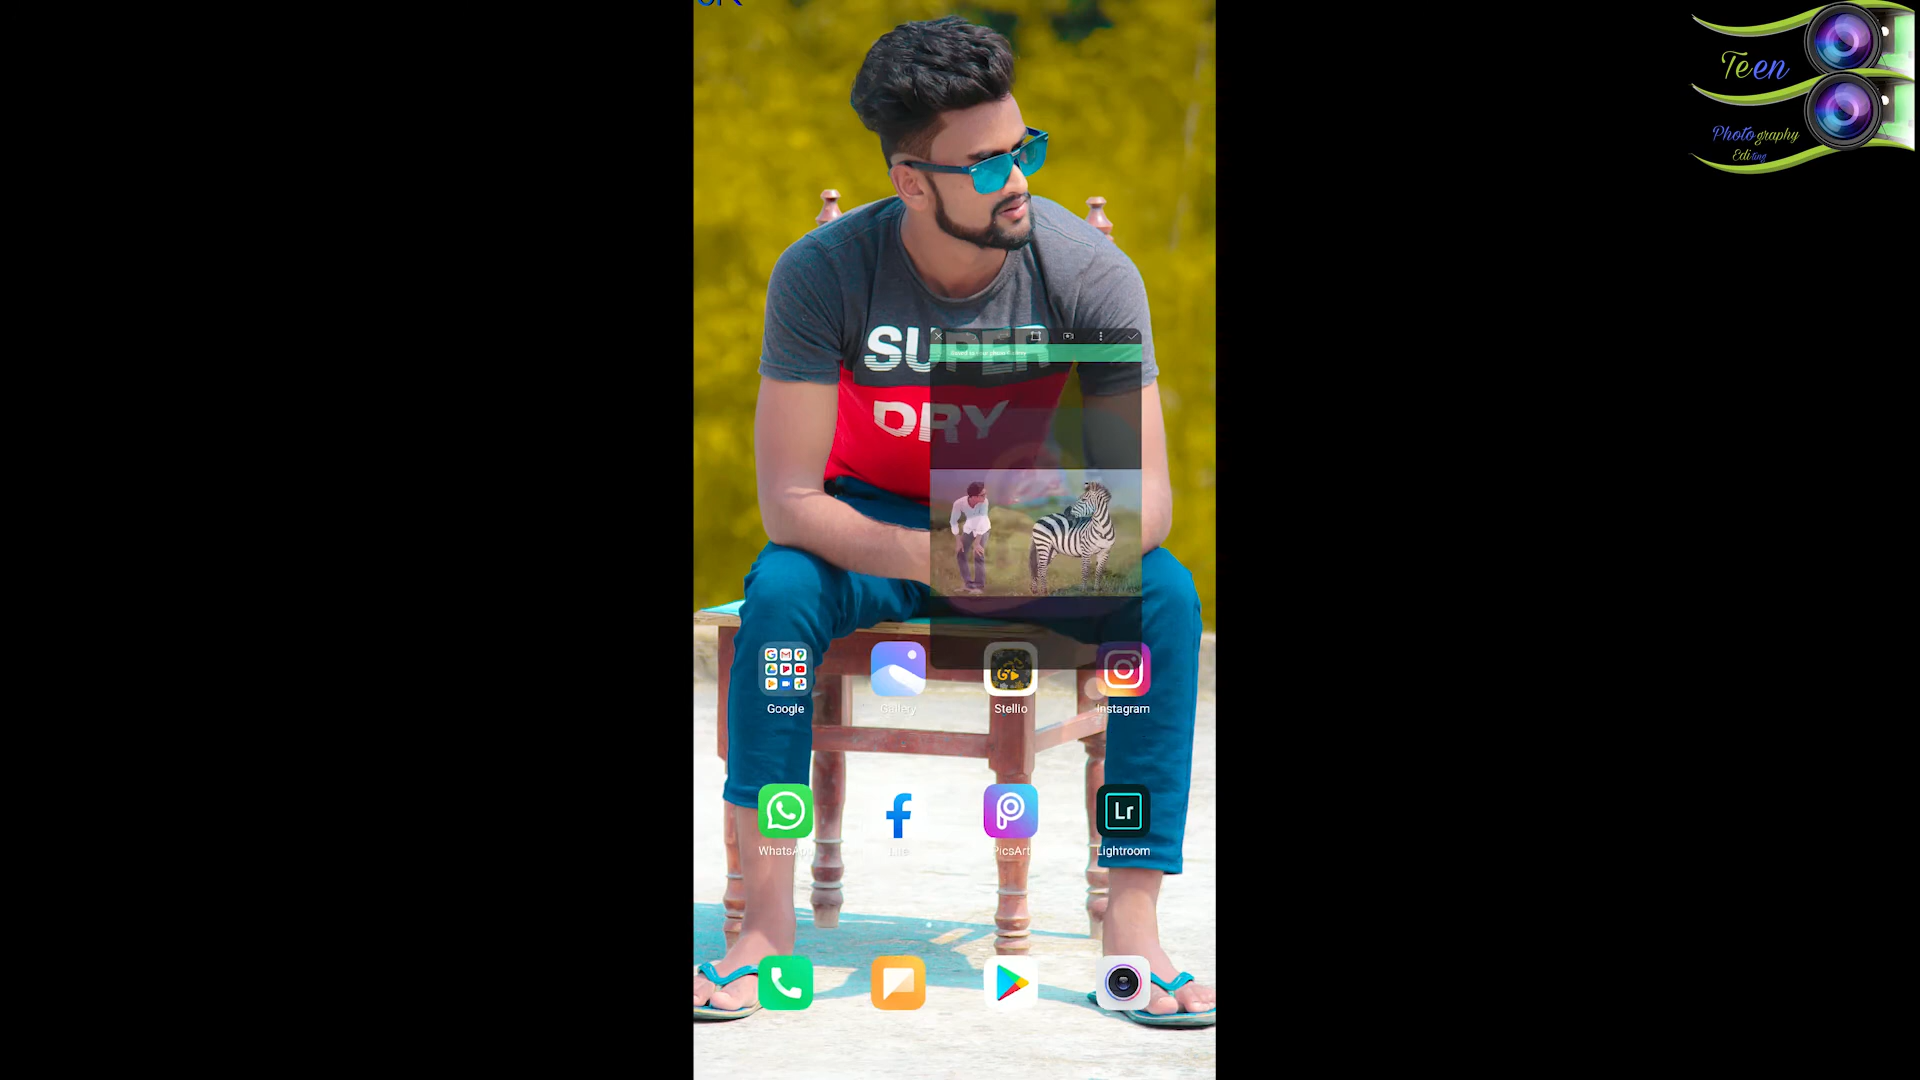 Teen
Photography
Editing
SUPER
DRY
Google
Gallery
Stellio
Instagram
WhatsApp
Lite
PicsArt
Lightroom
Lr